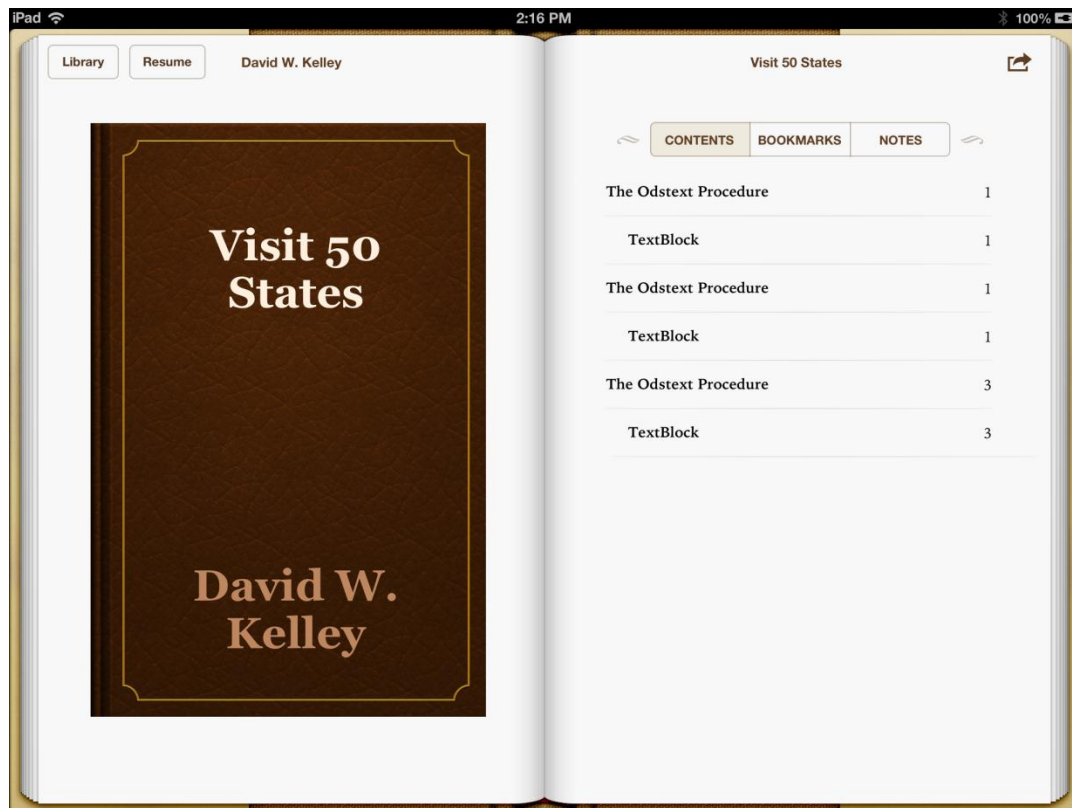 iPad 2:16 PM 100%
Library Resume David W. Kelley
Visit 50 States
Visit 50
States
David W.
Kelley
CONTENTS BOOKMARKS NOTES
The Odstext Procedure 1
TextBlock 1
The Odstext Procedure 1
TextBlock 1
The Odstext Procedure 3
TextBlock 3